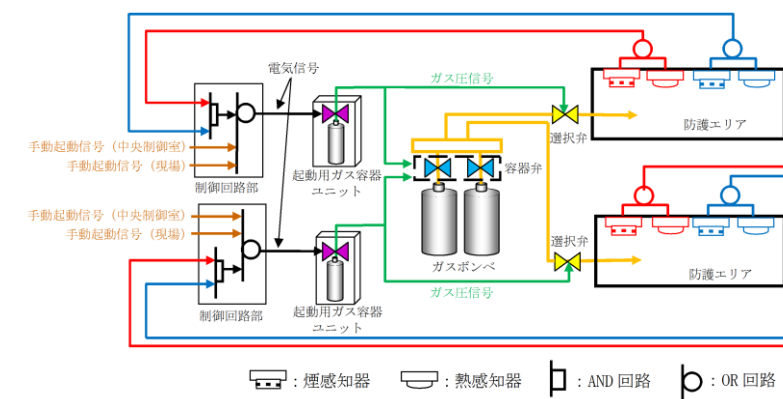 電気信号
ガス圧信号
防護エリア
選択弁
手動起動信号（中央制御室）
手動起動信号（現場）
制御回路部
起動用ガス容器
ユニット
容器弁
手動起動信号（中央制御室）
手動起動信号（現場）
制御回路部
起動用ガス容器
ユニット
ガスボンベ
ガス圧信号
選択弁
防護エリア
：煙感知器
：熱感知器
：AND 回路
：OR 回路